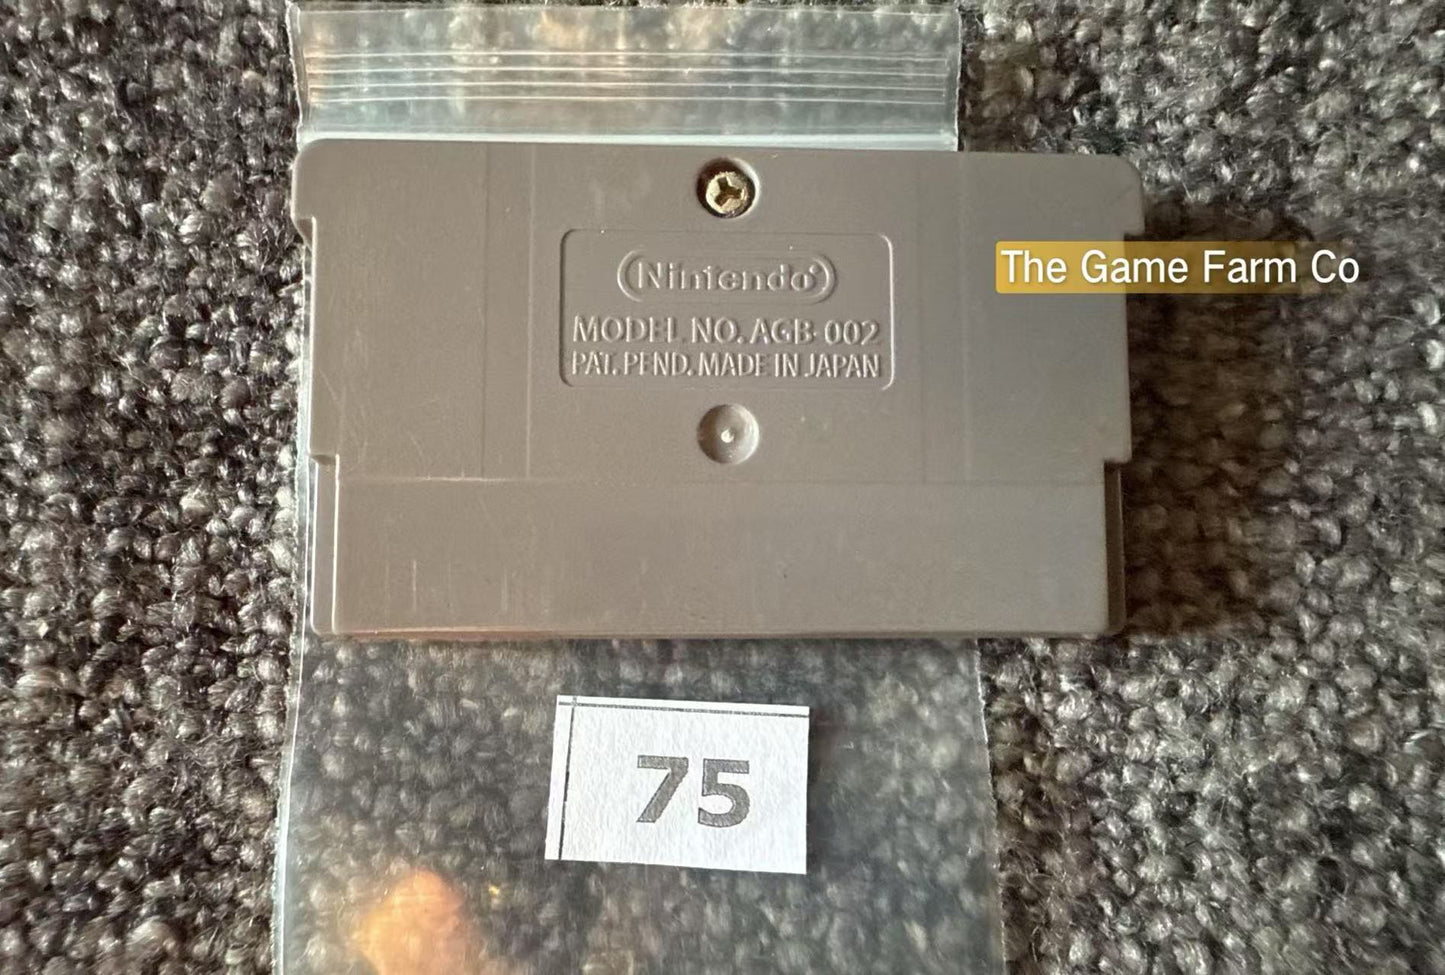 The Game Farm Co
Nintendo
MODEL NO. AGB-002
PAT. PEND. MADE IN JAPAN
75